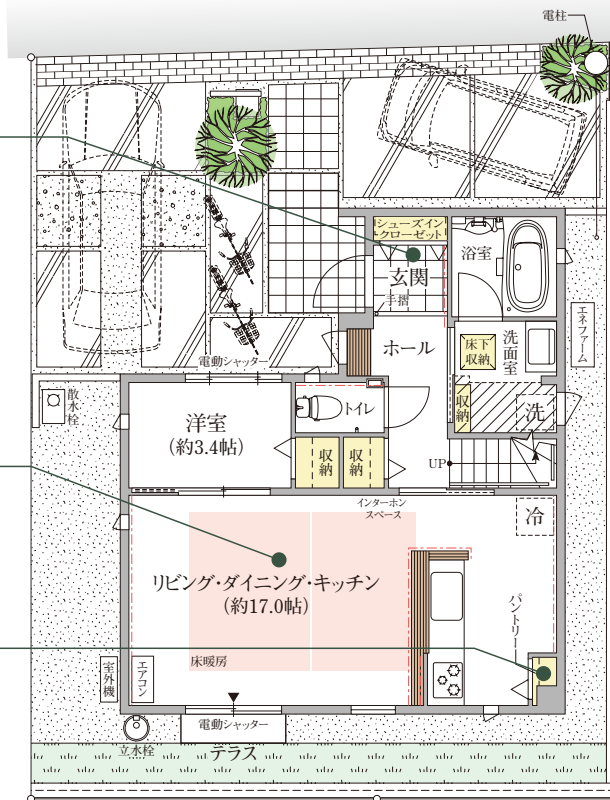 電柱
シューズイン
クローゼット
玄関
手摺
浴室
エネファーム
ホール
床下
収納
洗面室
電動シャッター
散水栓
トイレ
収納
洗
洋室
(約3.4帖)
収納
収納
UP
インターホン
スペース
冷
リビング・ダイニング・キッチン
(約17.0帖)
パントリー
床暖房
室外機
エアコン
電動シャッター
立水栓
テラス